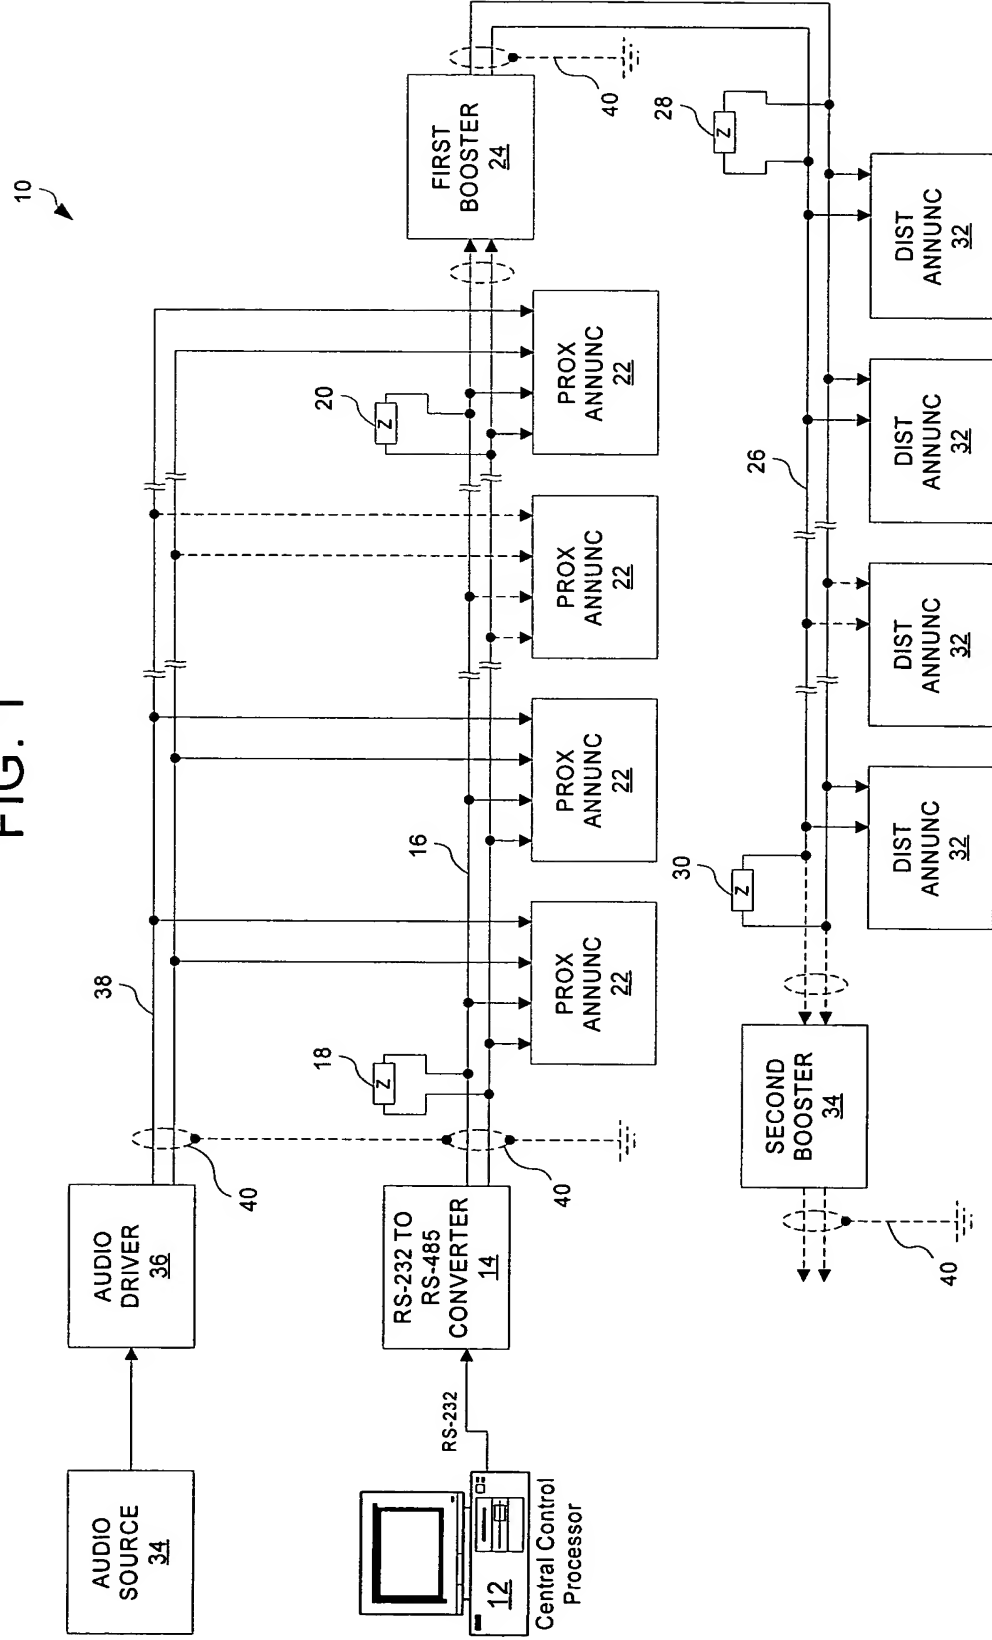 FIG. 1
10
AUDIO
SOURCE
34
AUDIO
DRIVER
36
38
40
12
Central Control
Processor
RS-232
RS-232 TO
RS-485
CONVERTER
14
40
18
Z
16
20
Z
PROX
ANNUNC
22
PROX
ANNUNC
22
PROX
ANNUNC
22
PROX
ANNUNC
22
FIRST
BOOSTER
24
40
28
Z
26
30
Z
SECOND
BOOSTER
34
40
DIST
ANNUNC
32
DIST
ANNUNC
32
DIST
ANNUNC
32
DIST
ANNUNC
32